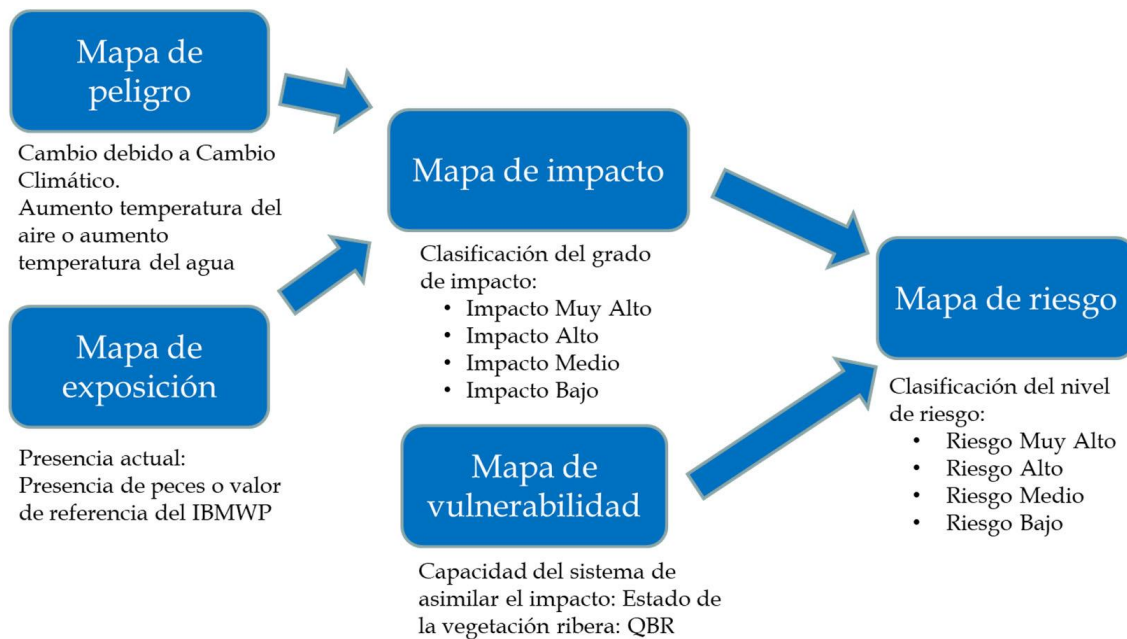 Mapa de
peligro
Cambio debido a Cambio
Climático.
Aumento temperatura del
aire o aumento
temperatura del agua
Mapa de
exposición
Presencia actual:
Presencia de peces o valor
de referencia del IBMWP
Mapa de impacto
Clasificación del grado
de impacto:
• Impacto Muy Alto
• Impacto Alto
• Impacto Medio
• Impacto Bajo
Mapa de
vulnerabilidad
Capacidad del sistema de
asimilar el impacto: Estado de
la vegetación ribera: QBR
Mapa de riesgo
Clasificación del nivel
de riesgo:
• Riesgo Muy Alto
• Riesgo Alto
• Riesgo Medio
• Riesgo Bajo